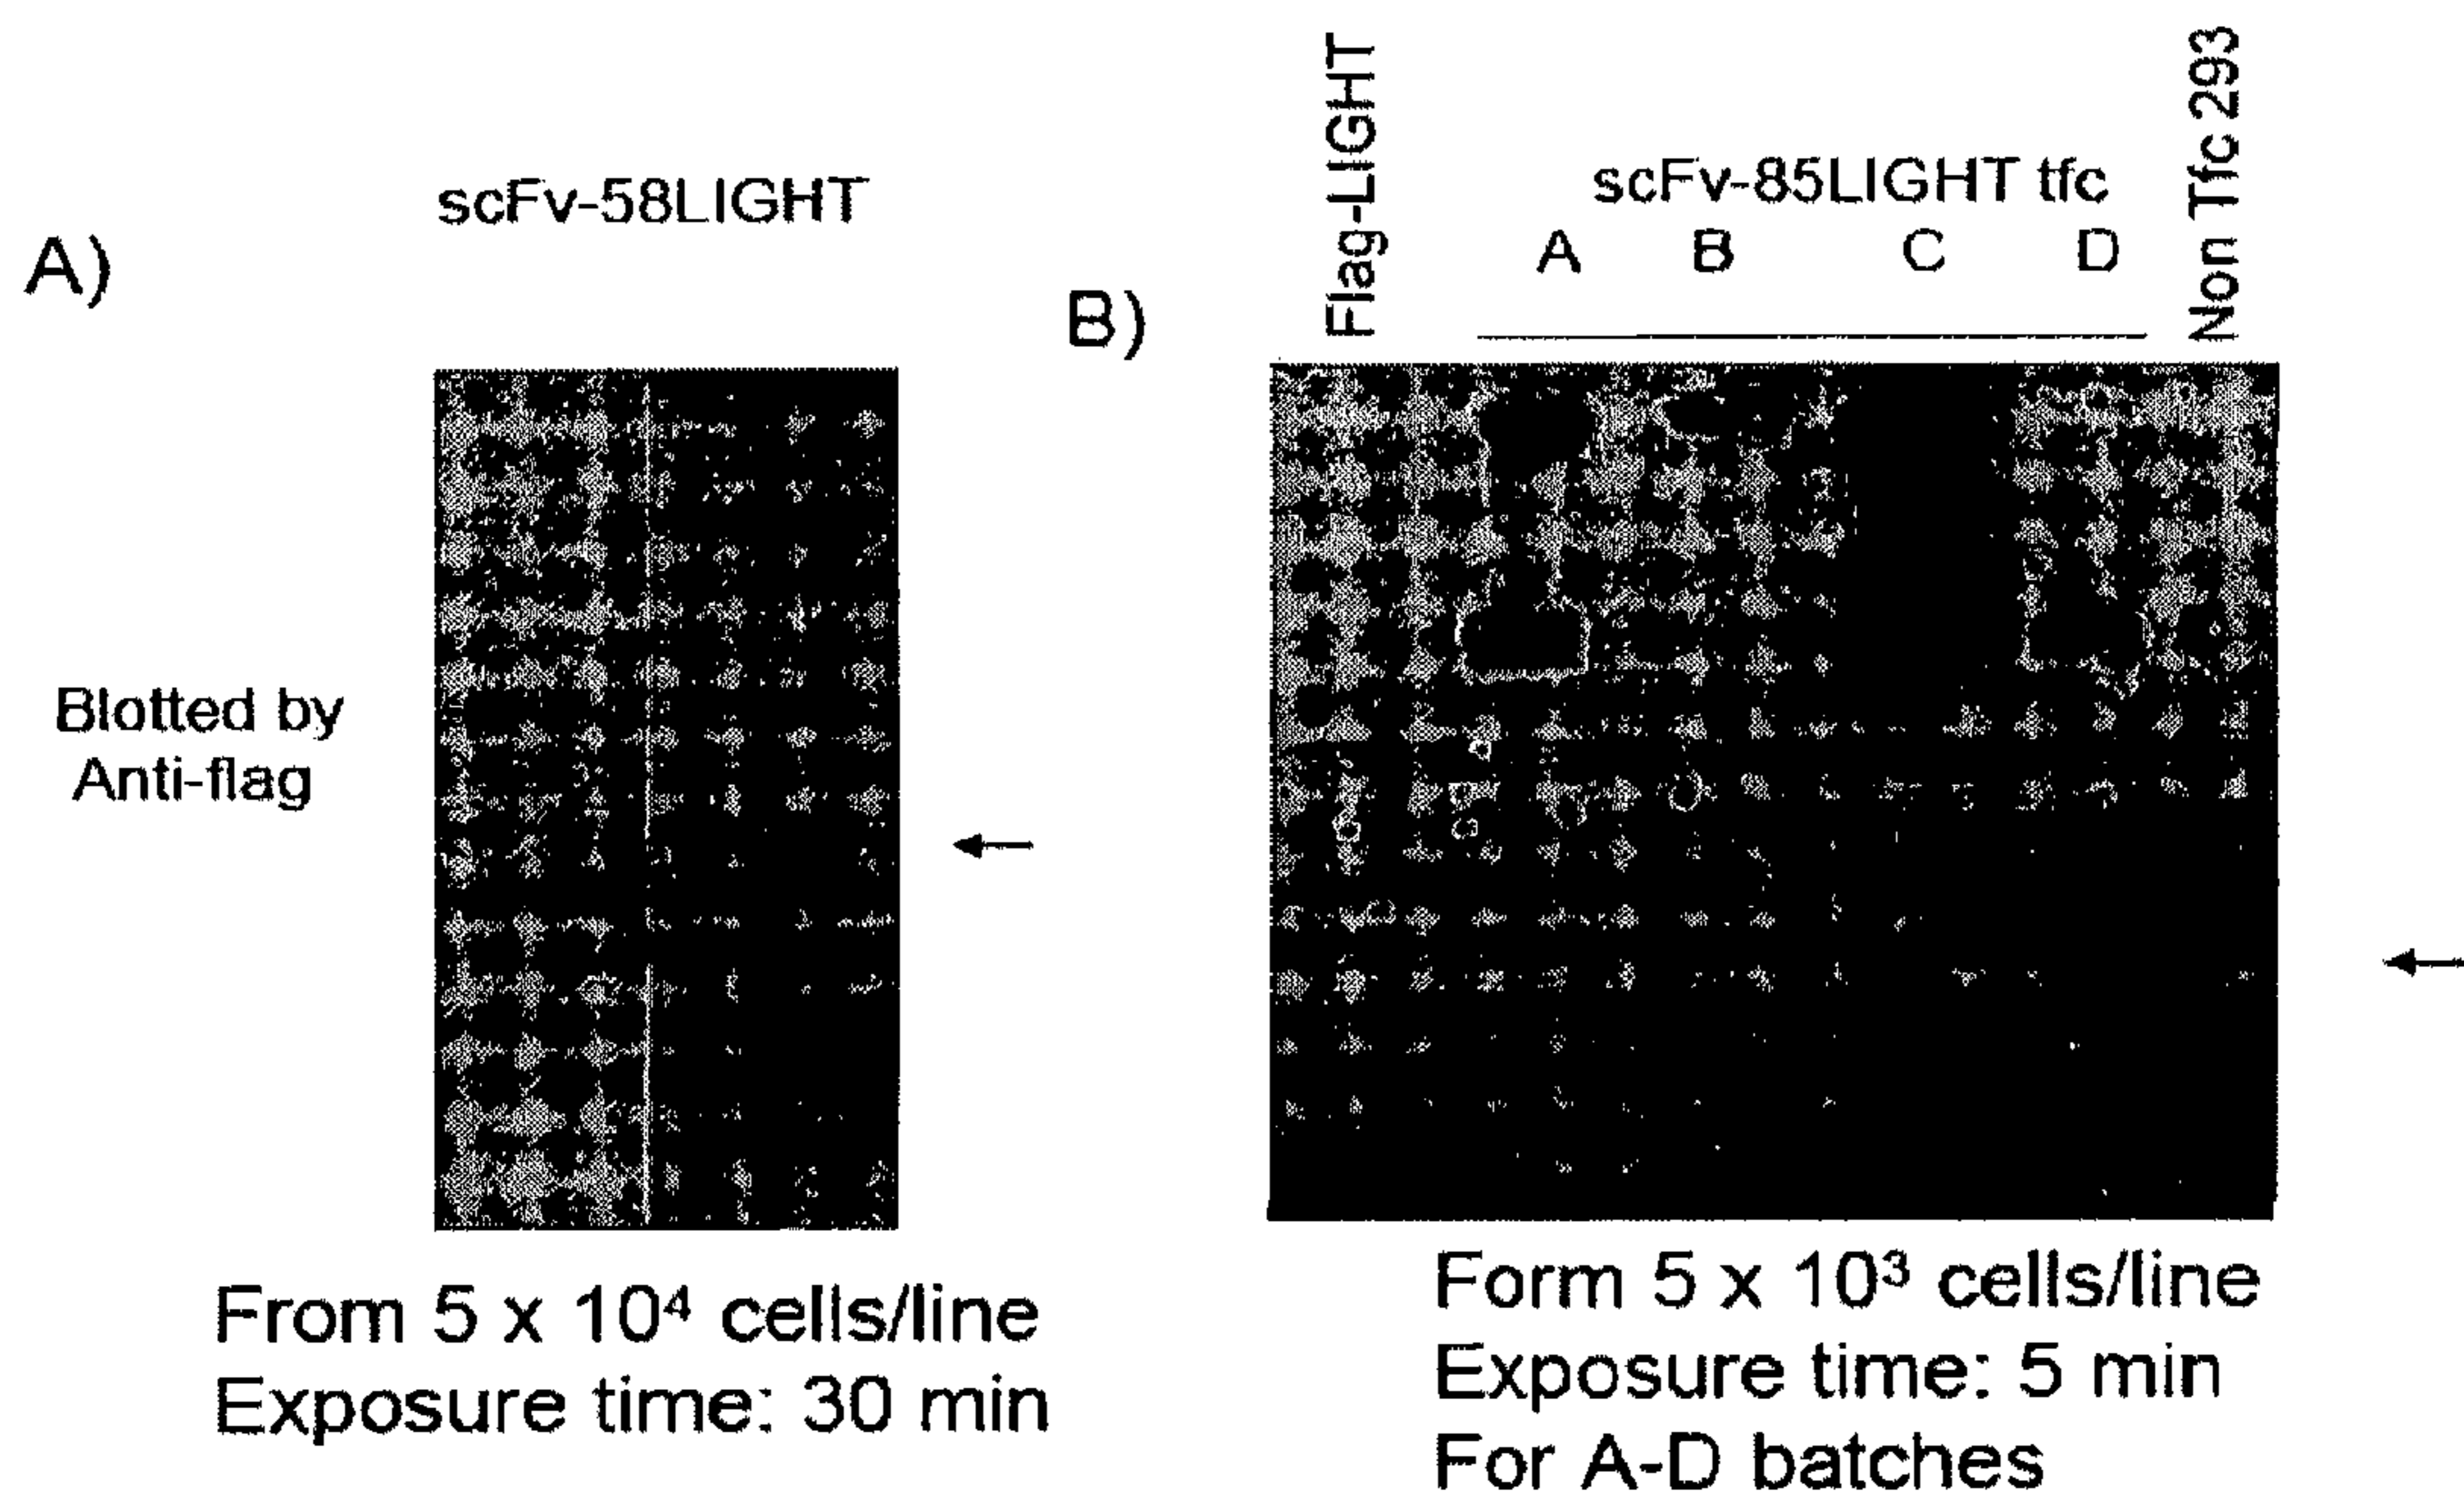 A)
scFv-58LIGHT
Blotted by
Anti-flag
From 5 x 10⁴ cells/line
Exposure time: 30 min
B)
Flag-LIGHT
scFv-85LIGHT tfc
A B C D
Non Tfc 293
Form 5 x 10³ cells/line
Exposure time: 5 min
For A-D batches